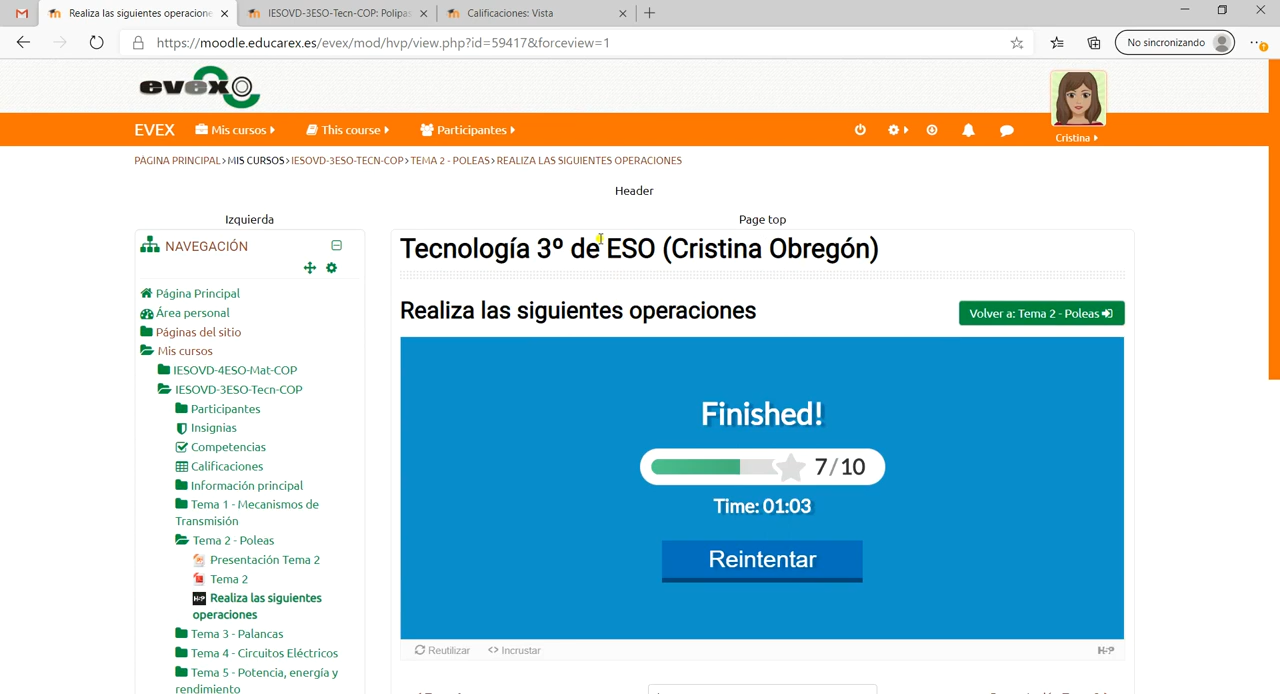 Realiza las siguientes operacione
IESOVD-3ESO-Tecn-COP: Polipas
Calificaciones: Vista
https://moodle.educarex.es/evex/mod/hvp/view.php?id=59417&forceview=1
No sincronizando
evexo
EVEX
Mis cursos
This course
Participantes
Cristina
PÁGINA PRINCIPAL › MIS CURSOS › IESOVD-3ESO-TECN-COP › TEMA 2 - POLEAS › REALIZA LAS SIGUIENTES OPERACIONES
Header
Izquierda
Page top
NAVEGACIÓN
Página Principal
Área personal
Páginas del sitio
Mis cursos
IESOVD-4ESO-Mat-COP
IESOVD-3ESO-Tecn-COP
Participantes
Insignias
Competencias
Calificaciones
Información principal
Tema 1 - Mecanismos de
Transmisión
Tema 2 - Poleas
Presentación Tema 2
Tema 2
Realiza las siguientes
operaciones
Tema 3 - Palancas
Tema 4 - Circuitos Eléctricos
Tema 5 - Potencia, energía y
rendimiento
Tecnología 3º de ESO (Cristina Obregón)
Realiza las siguientes operaciones
Volver a: Tema 2 - Poleas
Finished!
7/10
Time: 01:03
Reintentar
Reutilizar
Incrustar
H-P